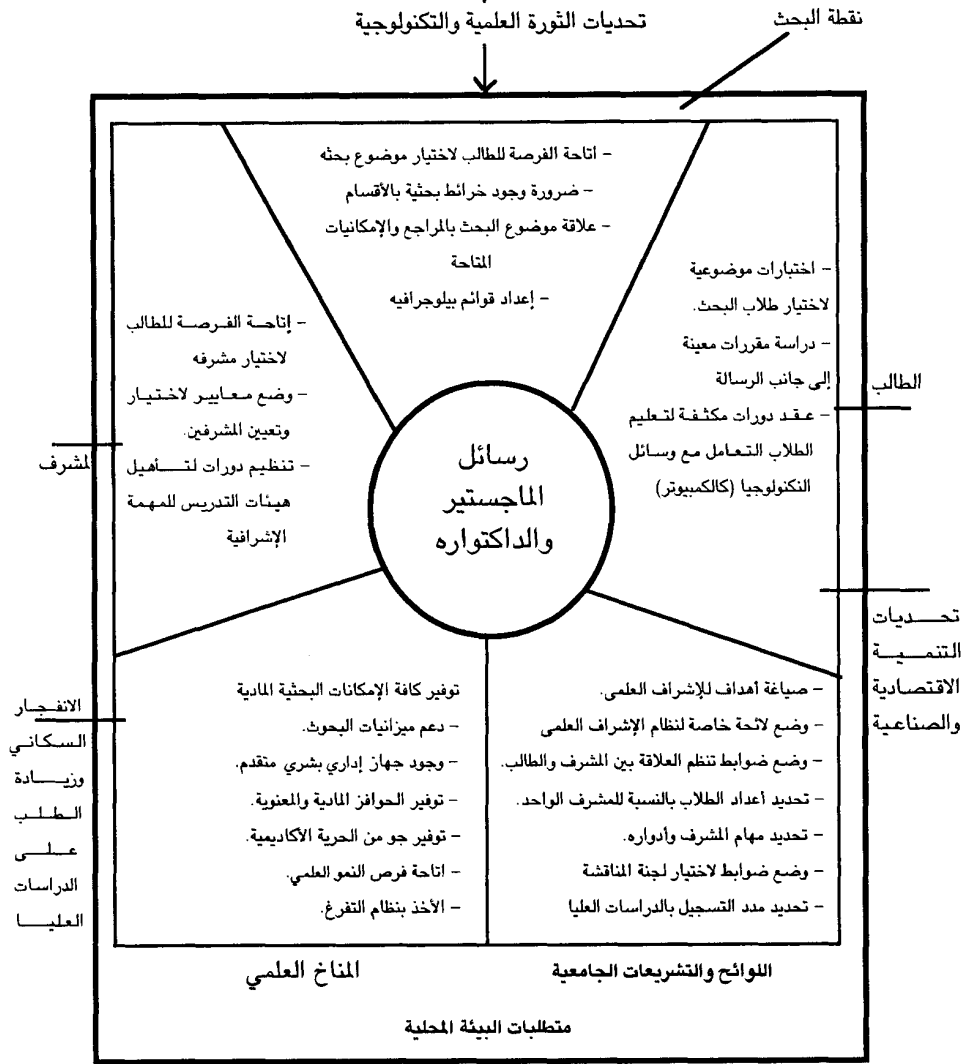 تحديات الثورة العلمية والتكنولوجية
نقطة البحث
– اتاحة الفرصة للطالب لاختيار موضوع بحثه
– ضرورة وجود خرائط بحثية بالأقسام
– علاقة موضوع البحث بالمراجع والإمكانيات
المتاحة
– إعداد قوائم بيلوجرافيه
– اختبارات موضوعية
لاختيار طلاب البحث.
– دراسة مقررات معينة
إلى جانب الرسالة
– عقد دورات مكثفة لتعليم
الطلاب التعامل مع وسائل
التكنولوجيا (كالكمبيوتر)
الطالب
– إتاحة الفرصة للطالب
لاختيار مشرفه
– وضع معايير لاختيار
وتعيين المشرفين.
– تنظيم دورات لتأهيل
هيئات التدريس للمهمة
الإشرافية
المشرف
رسائل
الماجستير
والداكتواره
تحديات
التنمية
الاقتصادية
والصناعية
– صياغة أهداف للإشراف العلمى.
– وضع لائحة خاصة لنظام الإشراف العلمى
– وضع ضوابط تنظم العلاقة بين المشرف والطالب.
– تحديد أعداد الطلاب بالنسبة للمشرف الواحد.
– تحديد مهام المشرف وأدواره.
– وضع ضوابط لاختيار لجنة المناقشة
– تحديد مدد التسجيل بالدراسات العليا
توفير كافة الإمكانات البحثية المادية
– دعم ميزانيات البحوث.
– وجود جهاز إداري بشري متقدم.
– توفير الحوافز المادية والمعنوية.
– توفير جو من الحرية الأكاديمية.
– اتاحة فرص النمو العلمي.
– الأخذ بنظام التفرغ.
الانفجار
السكاني
وزيادة
الطلب
على
الدراسات
العليا
اللوائح والتشريعات الجامعية
المناخ العلمي
متطلبات البيئة المحلية